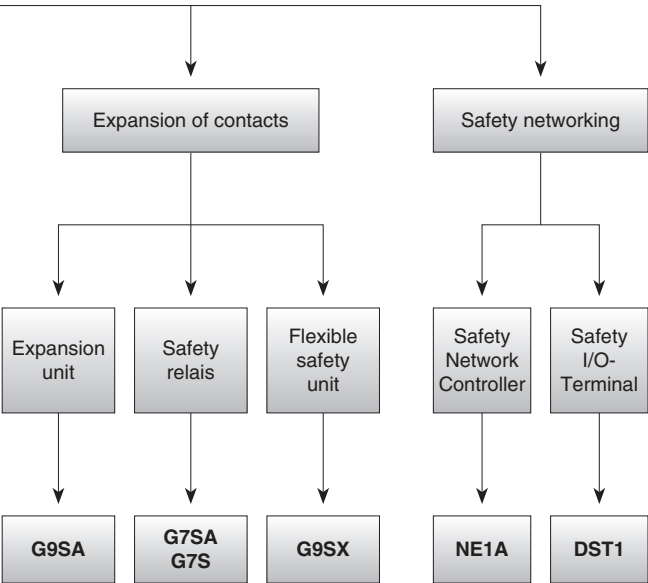 Expansion of contacts
Safety networking
Expansion
unit
Safety
relais
Flexible
safety
unit
Safety
Network
Controller
Safety
I/O-
Terminal
G9SA
G7SA
G7S
G9SX
NE1A
DST1